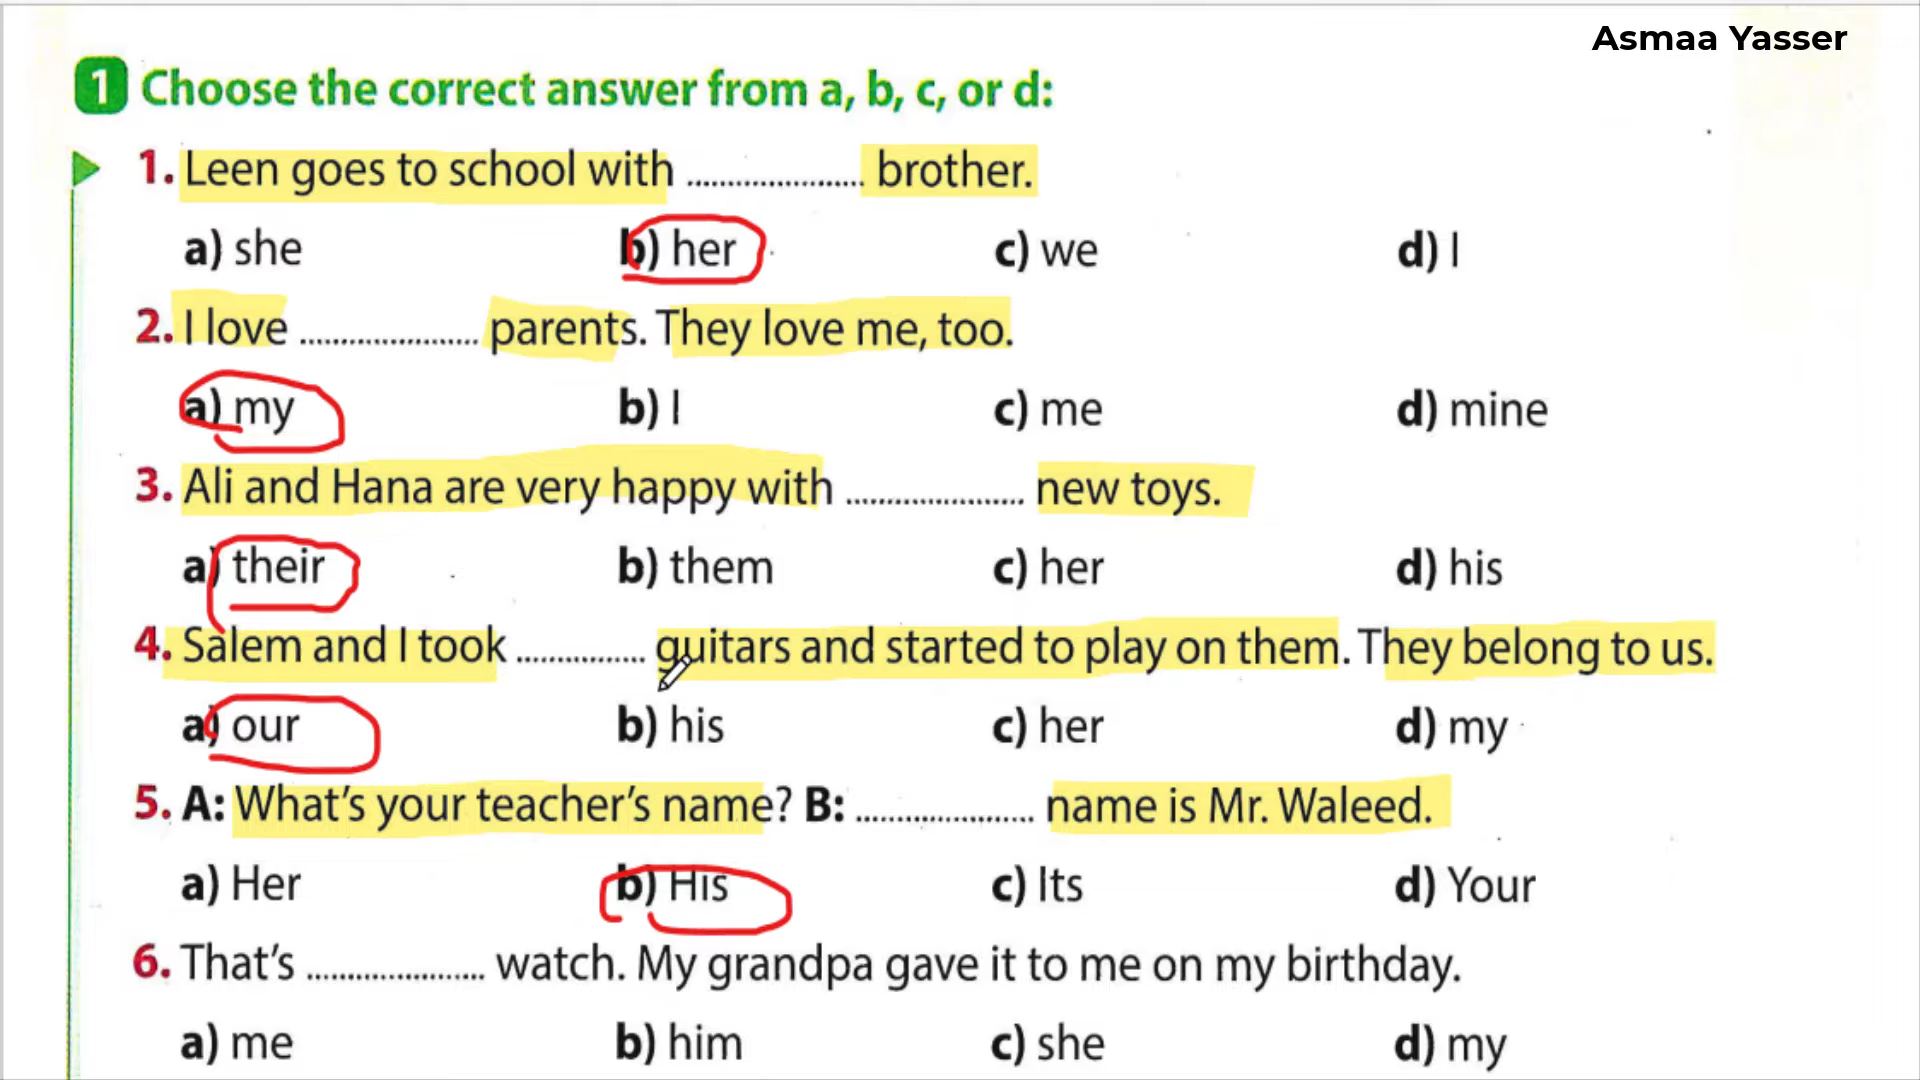 Asmaa Yasser
1 Choose the correct answer from a, b, c, or d:
1. Leen goes to school with ..................... brother.
a) she b) her c) we d) I
2. I love ..................... parents. They love me, too.
a) my b) I c) me d) mine
3. Ali and Hana are very happy with ..................... new toys.
a) their b) them c) her d) his
4. Salem and I took ............... guitars and started to play on them. They belong to us.
a) our b) his c) her d) my
5. A: What's your teacher's name? B: ..................... name is Mr. Waleed.
a) Her b) His c) Its d) Your
6. That's ..................... watch. My grandpa gave it to me on my birthday.
a) me b) him c) she d) my